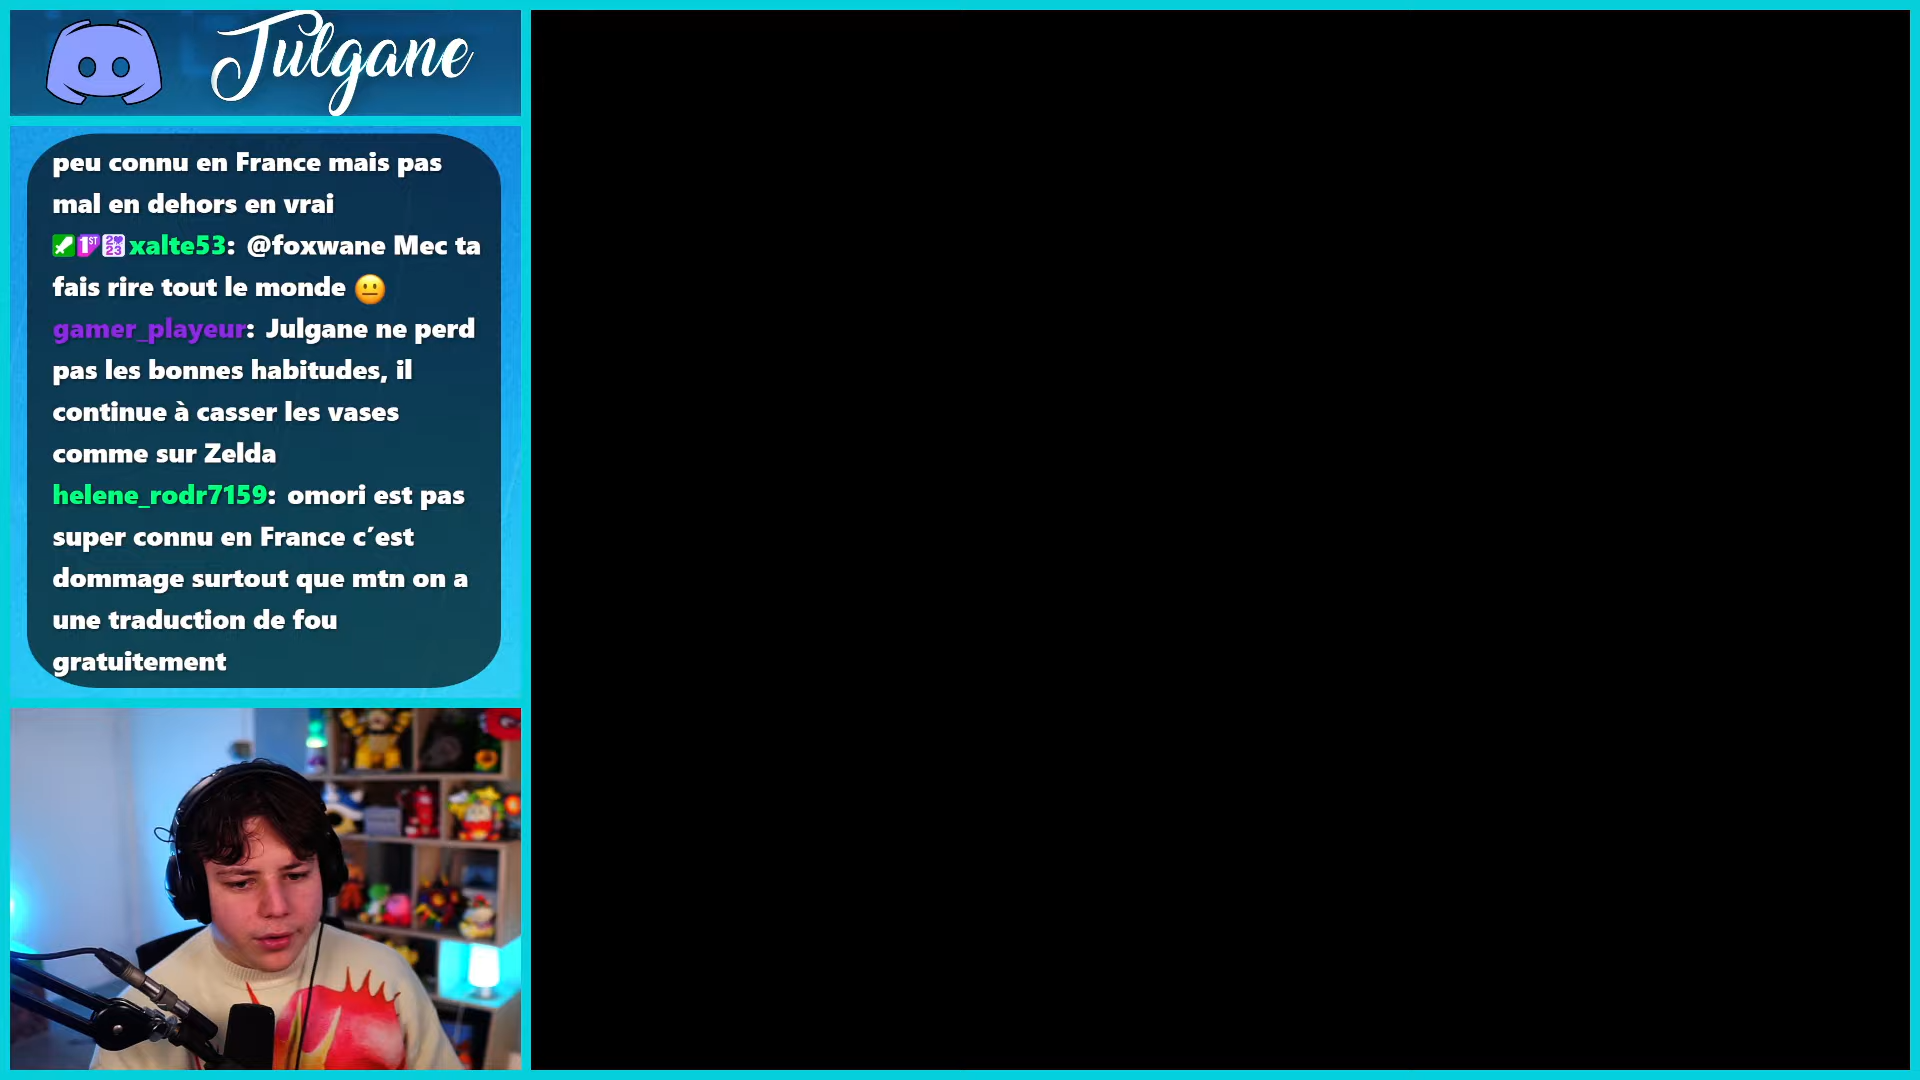 Julgane
peu connu en France mais pas
mal en dehors en vrai
1ST 2023 xalte53: @foxwane Mec ta
fais rire tout le monde 😐
gamer_playeur: Julgane ne perd
pas les bonnes habitudes, il
continue à casser les vases
comme sur Zelda
helene_rodr7159: omori est pas
super connu en France c´est
dommage surtout que mtn on a
une traduction de fou
gratuitement